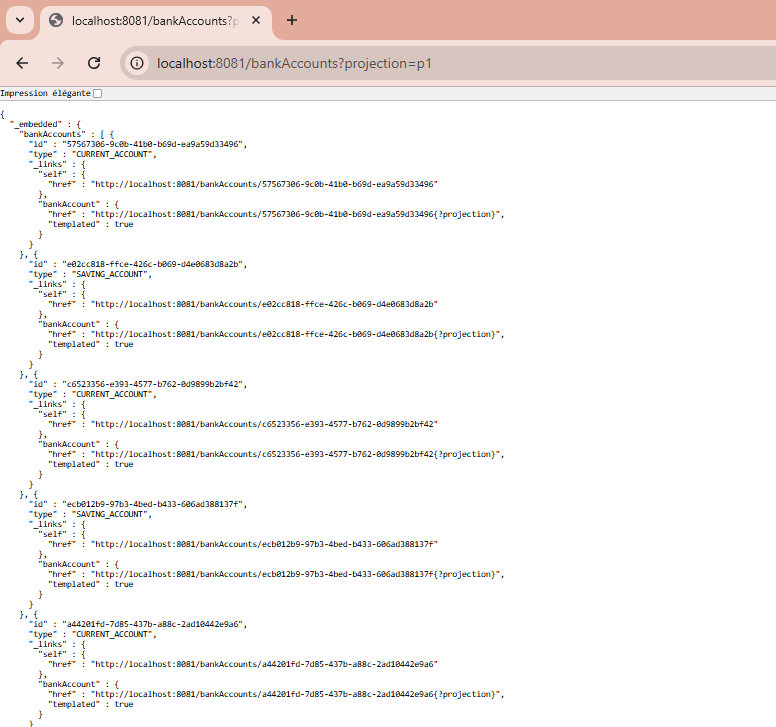 localhost:8081/bankAccounts?p
localhost:8081/bankAccounts?projection=p1
Impression élégante
{
  "_embedded" : {
    "bankAccounts" : [ {
      "id" : "57567306-9c0b-41b0-b69d-ea9a59d33496",
      "type" : "CURRENT_ACCOUNT",
      "_links" : {
        "self" : {
          "href" : "http://localhost:8081/bankAccounts/57567306-9c0b-41b0-b69d-ea9a59d33496"
        },
        "bankAccount" : {
          "href" : "http://localhost:8081/bankAccounts/57567306-9c0b-41b0-b69d-ea9a59d33496{?projection}",
          "templated" : true
        }
      }
    }, {
      "id" : "e02cc818-ffce-426c-b069-d4e0683d8a2b",
      "type" : "SAVING_ACCOUNT",
      "_links" : {
        "self" : {
          "href" : "http://localhost:8081/bankAccounts/e02cc818-ffce-426c-b069-d4e0683d8a2b"
        },
        "bankAccount" : {
          "href" : "http://localhost:8081/bankAccounts/e02cc818-ffce-426c-b069-d4e0683d8a2b{?projection}",
          "templated" : true
        }
      }
    }, {
      "id" : "c6523356-e393-4577-b762-0d9899b2bf42",
      "type" : "CURRENT_ACCOUNT",
      "_links" : {
        "self" : {
          "href" : "http://localhost:8081/bankAccounts/c6523356-e393-4577-b762-0d9899b2bf42"
        },
        "bankAccount" : {
          "href" : "http://localhost:8081/bankAccounts/c6523356-e393-4577-b762-0d9899b2bf42{?projection}",
          "templated" : true
        }
      }
    }, {
      "id" : "ecb012b9-97b3-4bed-b433-606ad388137f",
      "type" : "SAVING_ACCOUNT",
      "_links" : {
        "self" : {
          "href" : "http://localhost:8081/bankAccounts/ecb012b9-97b3-4bed-b433-606ad388137f"
        },
        "bankAccount" : {
          "href" : "http://localhost:8081/bankAccounts/ecb012b9-97b3-4bed-b433-606ad388137f{?projection}",
          "templated" : true
        }
      }
    }, {
      "id" : "a44201fd-7d85-437b-a88c-2ad10442e9a6",
      "type" : "CURRENT_ACCOUNT",
      "_links" : {
        "self" : {
          "href" : "http://localhost:8081/bankAccounts/a44201fd-7d85-437b-a88c-2ad10442e9a6"
        },
        "bankAccount" : {
          "href" : "http://localhost:8081/bankAccounts/a44201fd-7d85-437b-a88c-2ad10442e9a6{?projection}",
          "templated" : true
        }
      }